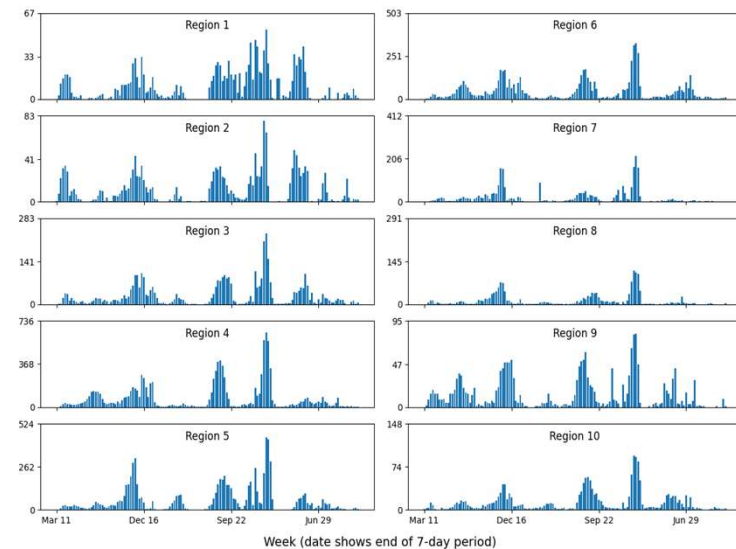 67
33
0
Region 1
83
41
0
Region 2
283
141
0
Region 3
736
368
0
Region 4
524
262
0
Region 5
Mar 11 Dec 16 Sep 22 Jun 29
503
251
0
Region 6
412
206
0
Region 7
291
145
0
Region 8
95
47
0
Region 9
148
74
0
Region 10
Mar 11 Dec 16 Sep 22 Jun 29
Week (date shows end of 7-day period)